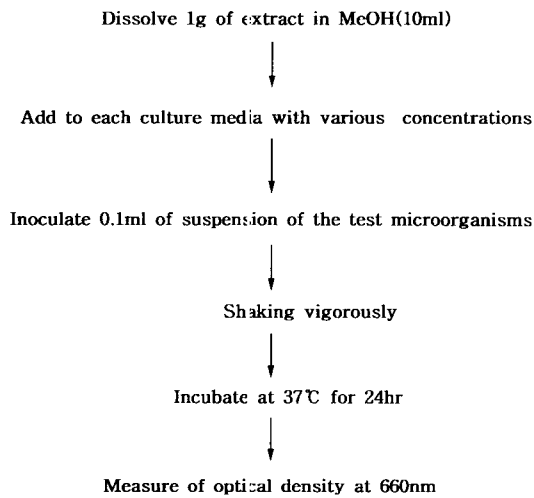 Dissolve 1g of extract in MeOH(10ml)
Add to each culture media with various concentrations
Inoculate 0.1ml of suspension of the test microorganisms
Shaking vigorously
Incubate at 37℃ for 24hr
Measure of optical density at 660nm